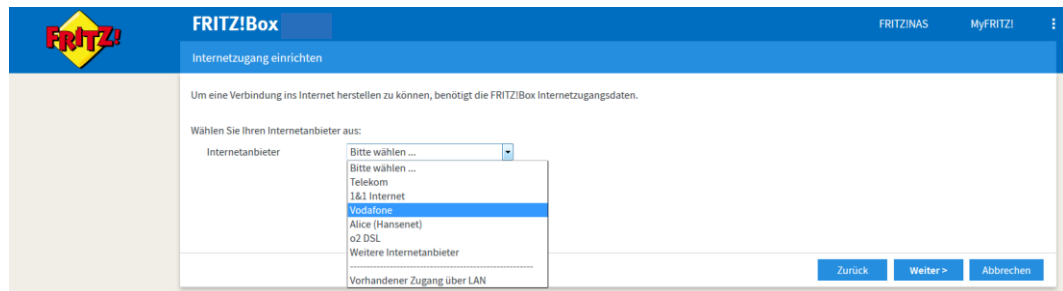 FRITZ!
FRITZ!Box
FRITZ!NAS MyFRITZ!
Internetzugang einrichten
Um eine Verbindung ins Internet herstellen zu können, benötigt die FRITZ!Box Internetzugangsdaten.
Wählen Sie Ihren Internetanbieter aus:
Internetanbieter Bitte wählen ...
Bitte wählen ...
Telekom
1&1 Internet
Vodafone
Alice (Hansenet)
o2 DSL
Weitere Internetanbieter
--------------------------------------------------------
Vorhandener Zugang über LAN
Zurück Weiter > Abbrechen